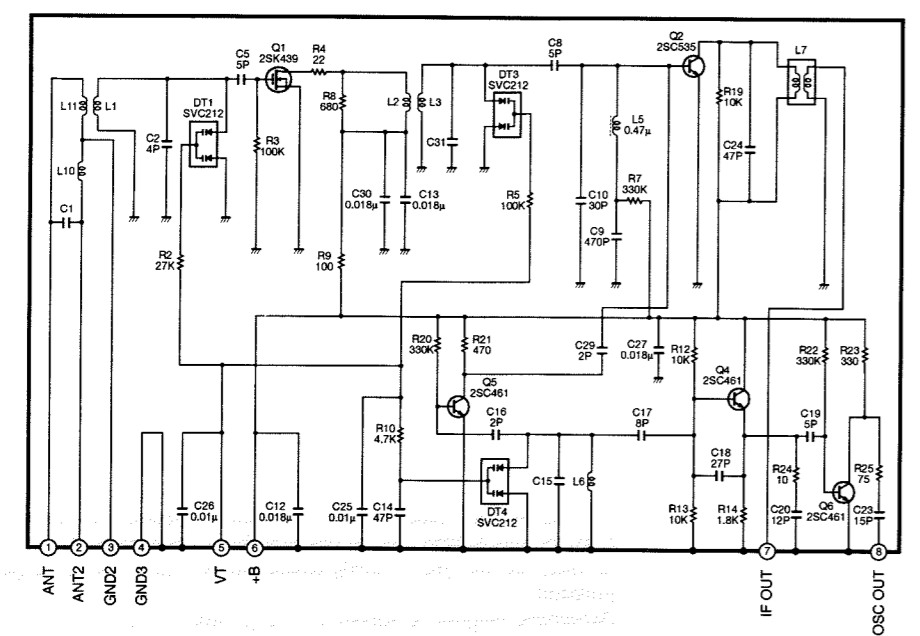 C5
5P
Q1
2SK439
R4
22
C8
5P
Q2
2SC535
L7
DT1
SVC212
DT3
SVC212
L11
L1
R8
680
L2
L3
R19
10K
C2
4P
R3
100K
C31
L5
0.47μ
C24
47P
L10
C30
0.018μ
C13
0.018μ
R5
100K
R7
330K
C10
30P
C1
C9
470P
R2
27K
R9
100
R20
330K
R21
470
C29
2P
C27
0.018μ
R12
10K
Q4
2SC461
R22
330K
R23
330
Q5
2SC461
C16
2P
C17
8P
C19
5P
R10
4.7K
C18
27P
R24
10
R25
75
C15
L6
Q6
2SC461
C26
0.01μ
C12
0.018μ
C25
0.01μ
C14
47P
DT4
SVC212
R13
10K
R14
1.8K
C20
12P
C23
15P
1
2
3
4
5
6
7
8
ANT
ANT2
GND2
GND3
VT
+B
IF OUT
OSC OUT